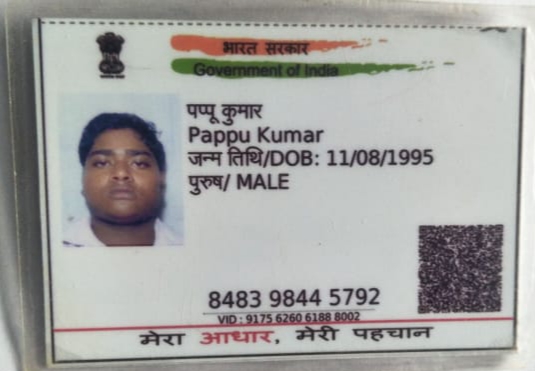 भारत सरकार
Government of India
पप्पू कुमार
Pappu Kumar
जन्म तिथि/DOB: 11/08/1995
पुरुष/ MALE
8483 9844 5792
VID : 9175 6260 6188 8002
मेरा आधार, मेरी पहचान